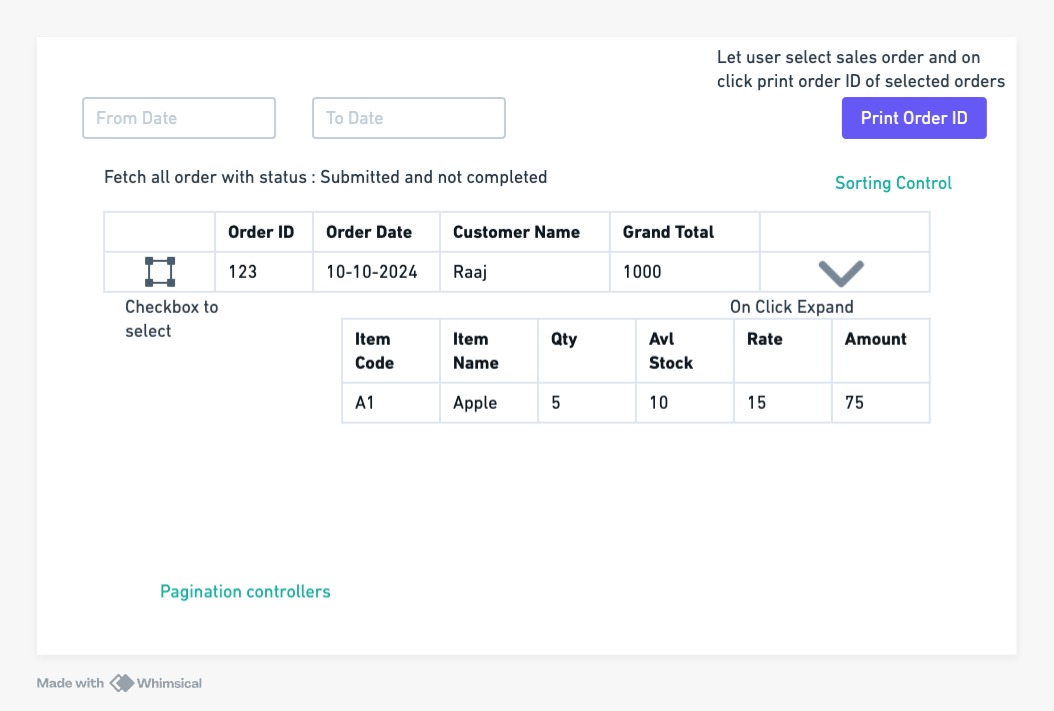 Let user select sales order and on
click print order ID of selected orders
From Date
To Date
Print Order ID
Fetch all order with status : Submitted and not completed
Sorting Control
Order ID Order Date Customer Name Grand Total
123 10-10-2024 Raaj 1000
Checkbox to
select
On Click Expand
Item Code Item Name Qty Avl Stock Rate Amount
A1 Apple 5 10 15 75
Pagination controllers
Made with Whimsical